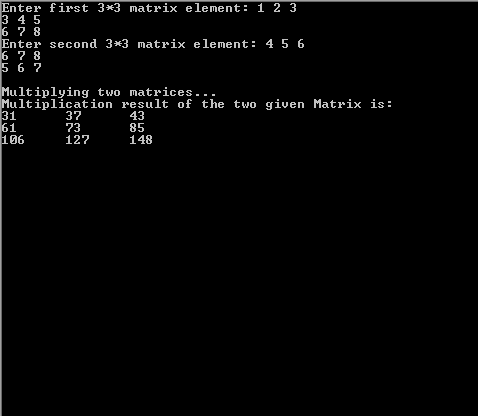 Enter first 3*3 matrix element: 1 2 3
3 4 5
6 7 8
Enter second 3*3 matrix element: 4 5 6
6 7 8
5 6 7
Multiplying two matrices...
Multiplication result of the two given Matrix is:
31 37 43
61 73 85
106 127 148